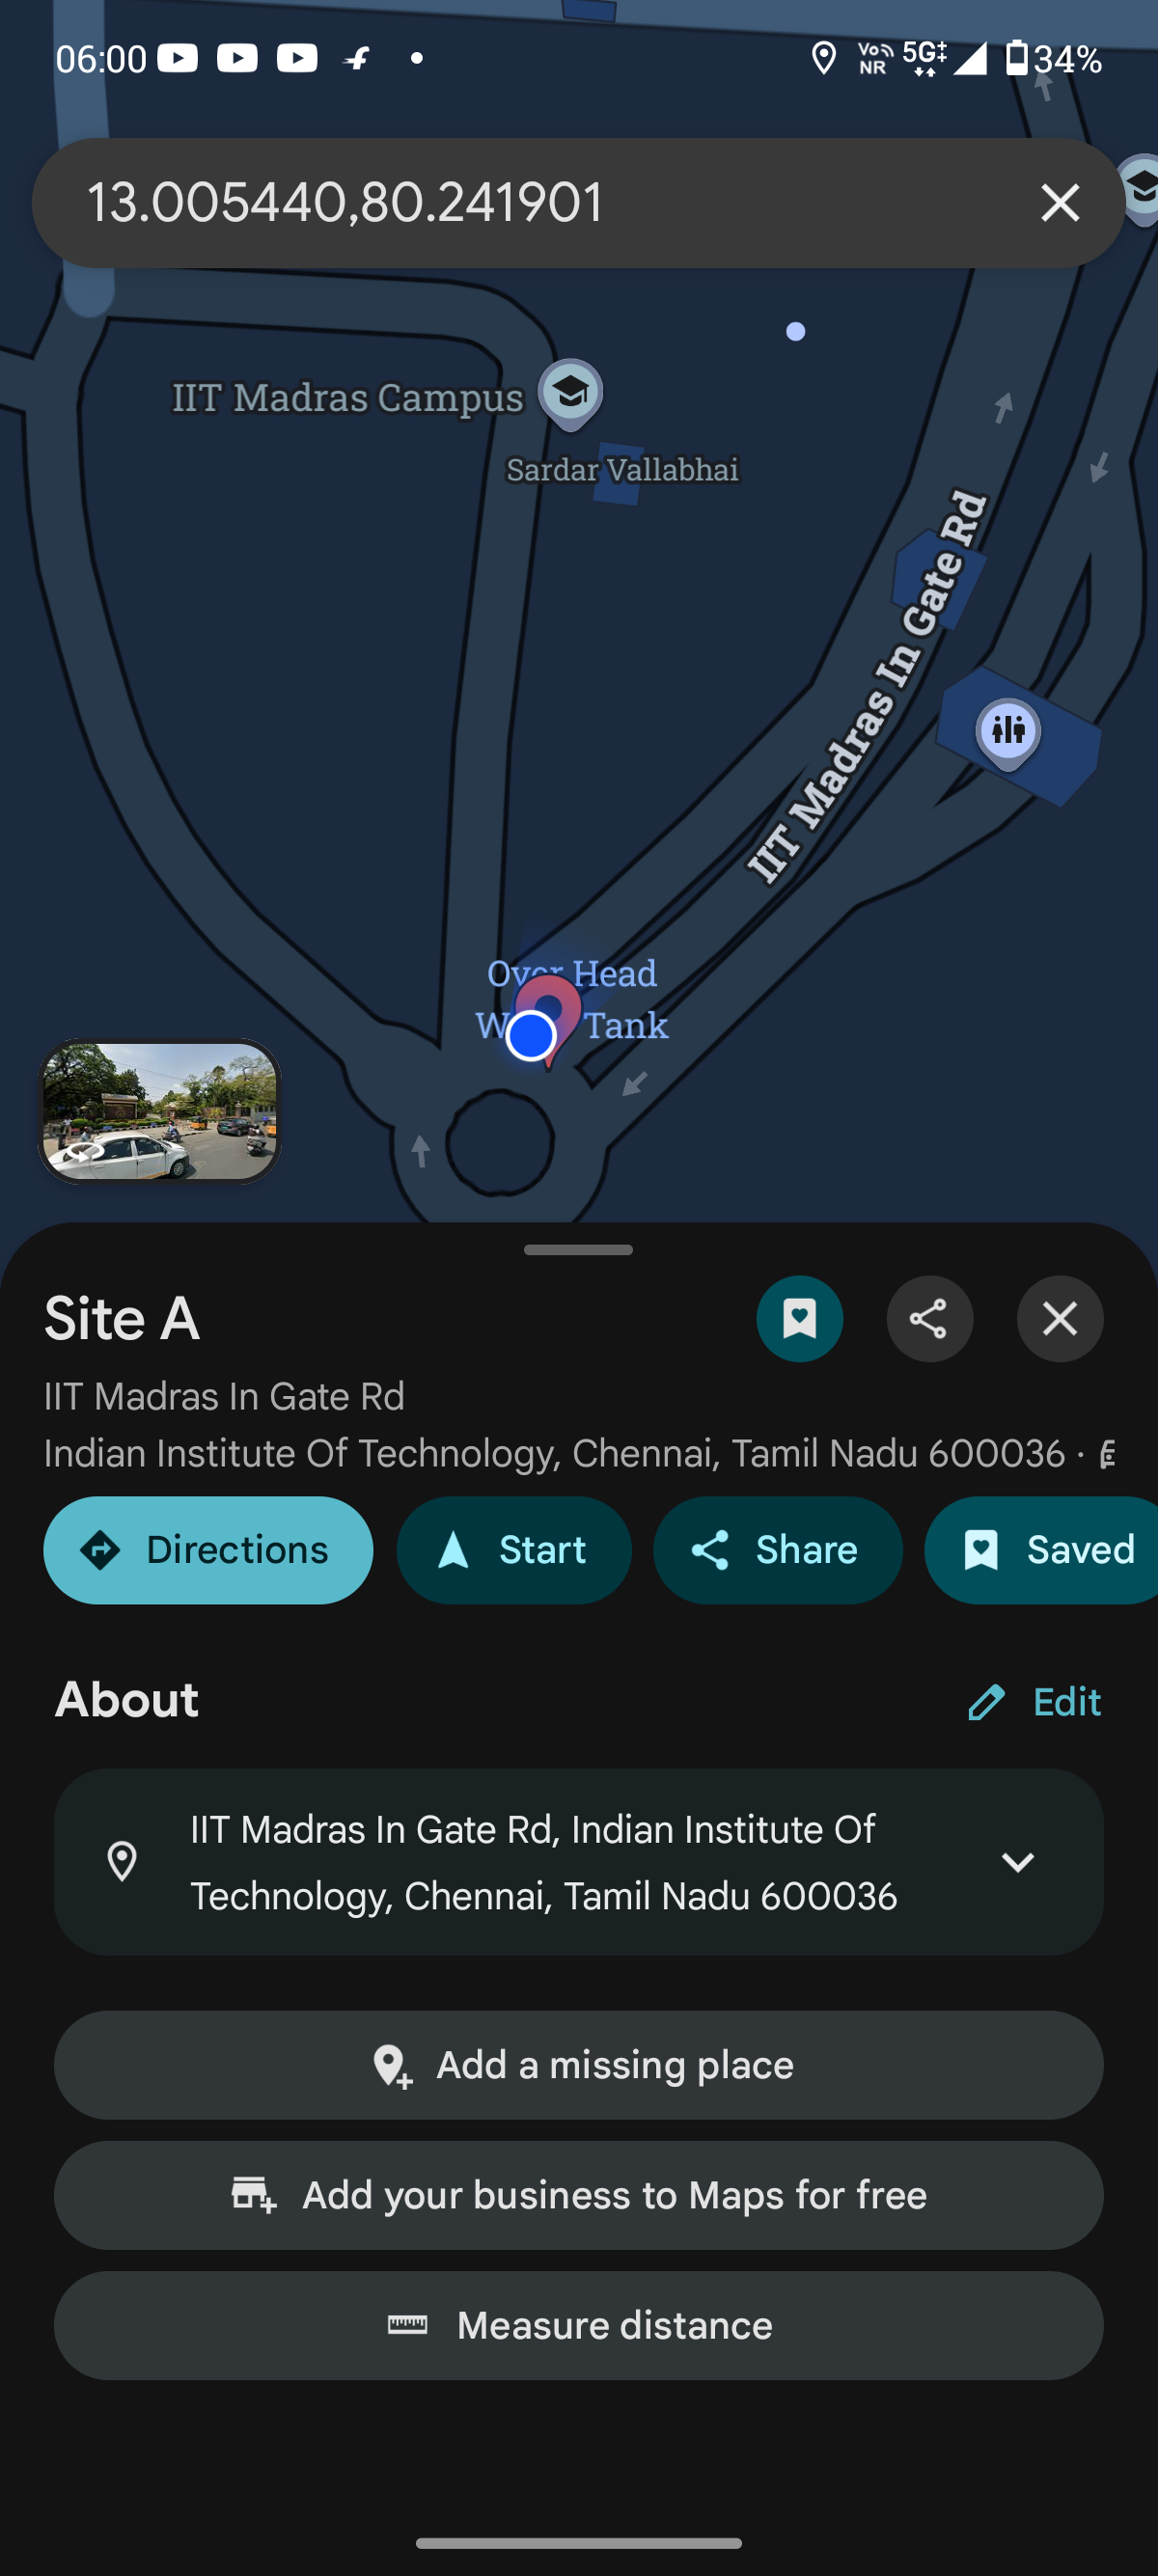 06:00
Vo NR 5G 34%
13.005440,80.241901
IIT Madras Campus
Sardar Vallabhai
IIT Madras In Gate Rd
Over Head
Tank
Site A
IIT Madras In Gate Rd
Indian Institute Of Technology, Chennai, Tamil Nadu 600036 ·
Directions
Start
Share
Saved
About
Edit
IIT Madras In Gate Rd, Indian Institute Of
Technology, Chennai, Tamil Nadu 600036
Add a missing place
Add your business to Maps for free
Measure distance